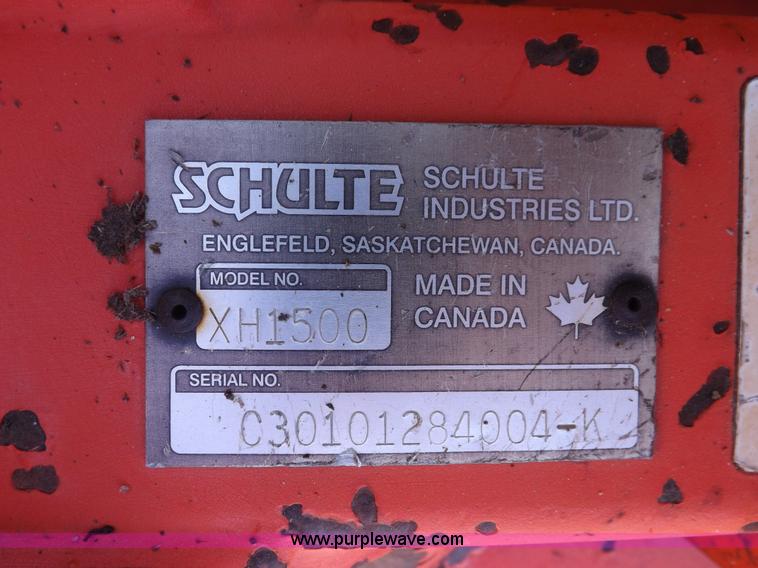 SCHULTE
SCHULTE
INDUSTRIES LTD.
ENGLEFELD, SASKATCHEWAN, CANADA.
MODEL NO.
XH1500
MADE IN
CANADA
SERIAL NO.
C30101284004-K
www.purplewave.com